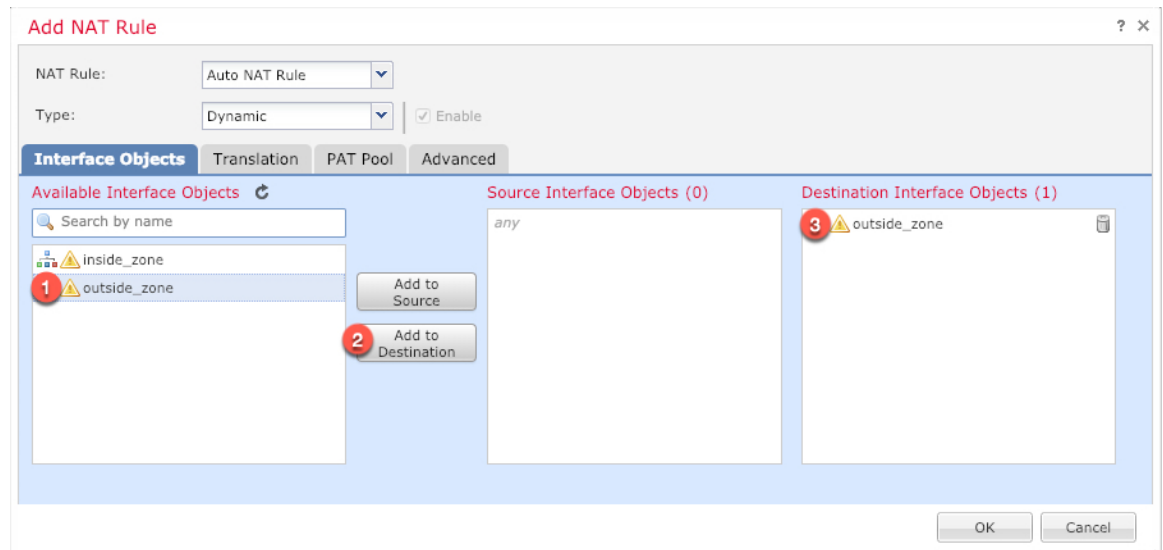 Add NAT Rule ? ×
NAT Rule: Auto NAT Rule
Type: Dynamic Enable
Interface Objects Translation PAT Pool Advanced
Available Interface Objects
Search by name
inside_zone
1 outside_zone
Add to
Source
2 Add to
Destination
Source Interface Objects (0)
any
Destination Interface Objects (1)
3 outside_zone
OK Cancel